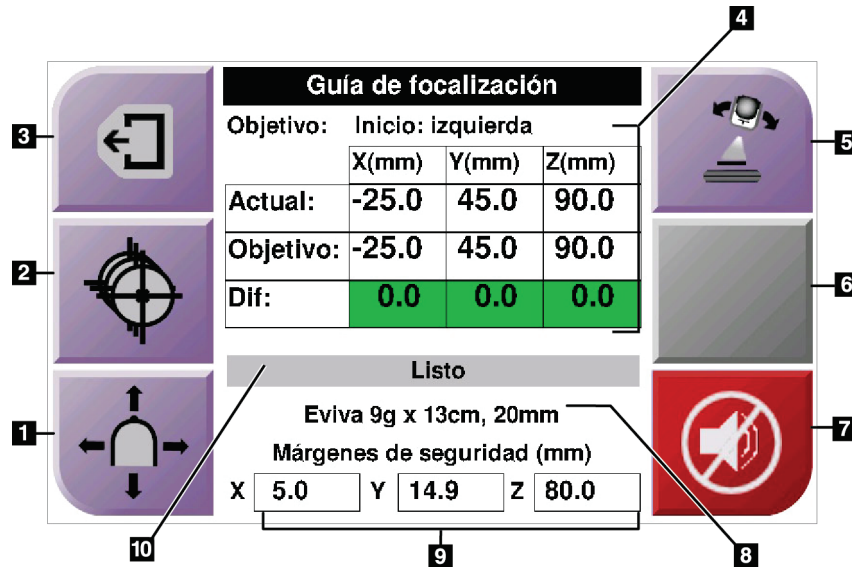 4
Guía de focalización
Objetivo: Inicio: izquierda
X(mm) Y(mm) Z(mm)
Actual: -25.0 45.0 90.0
Objetivo: -25.0 45.0 90.0
Dif: 0.0 0.0 0.0
Listo
Eviva 9g x 13cm, 20mm
Márgenes de seguridad (mm)
X 5.0 Y 14.9 Z 80.0
3
2
1
5
6
7
10
9
8